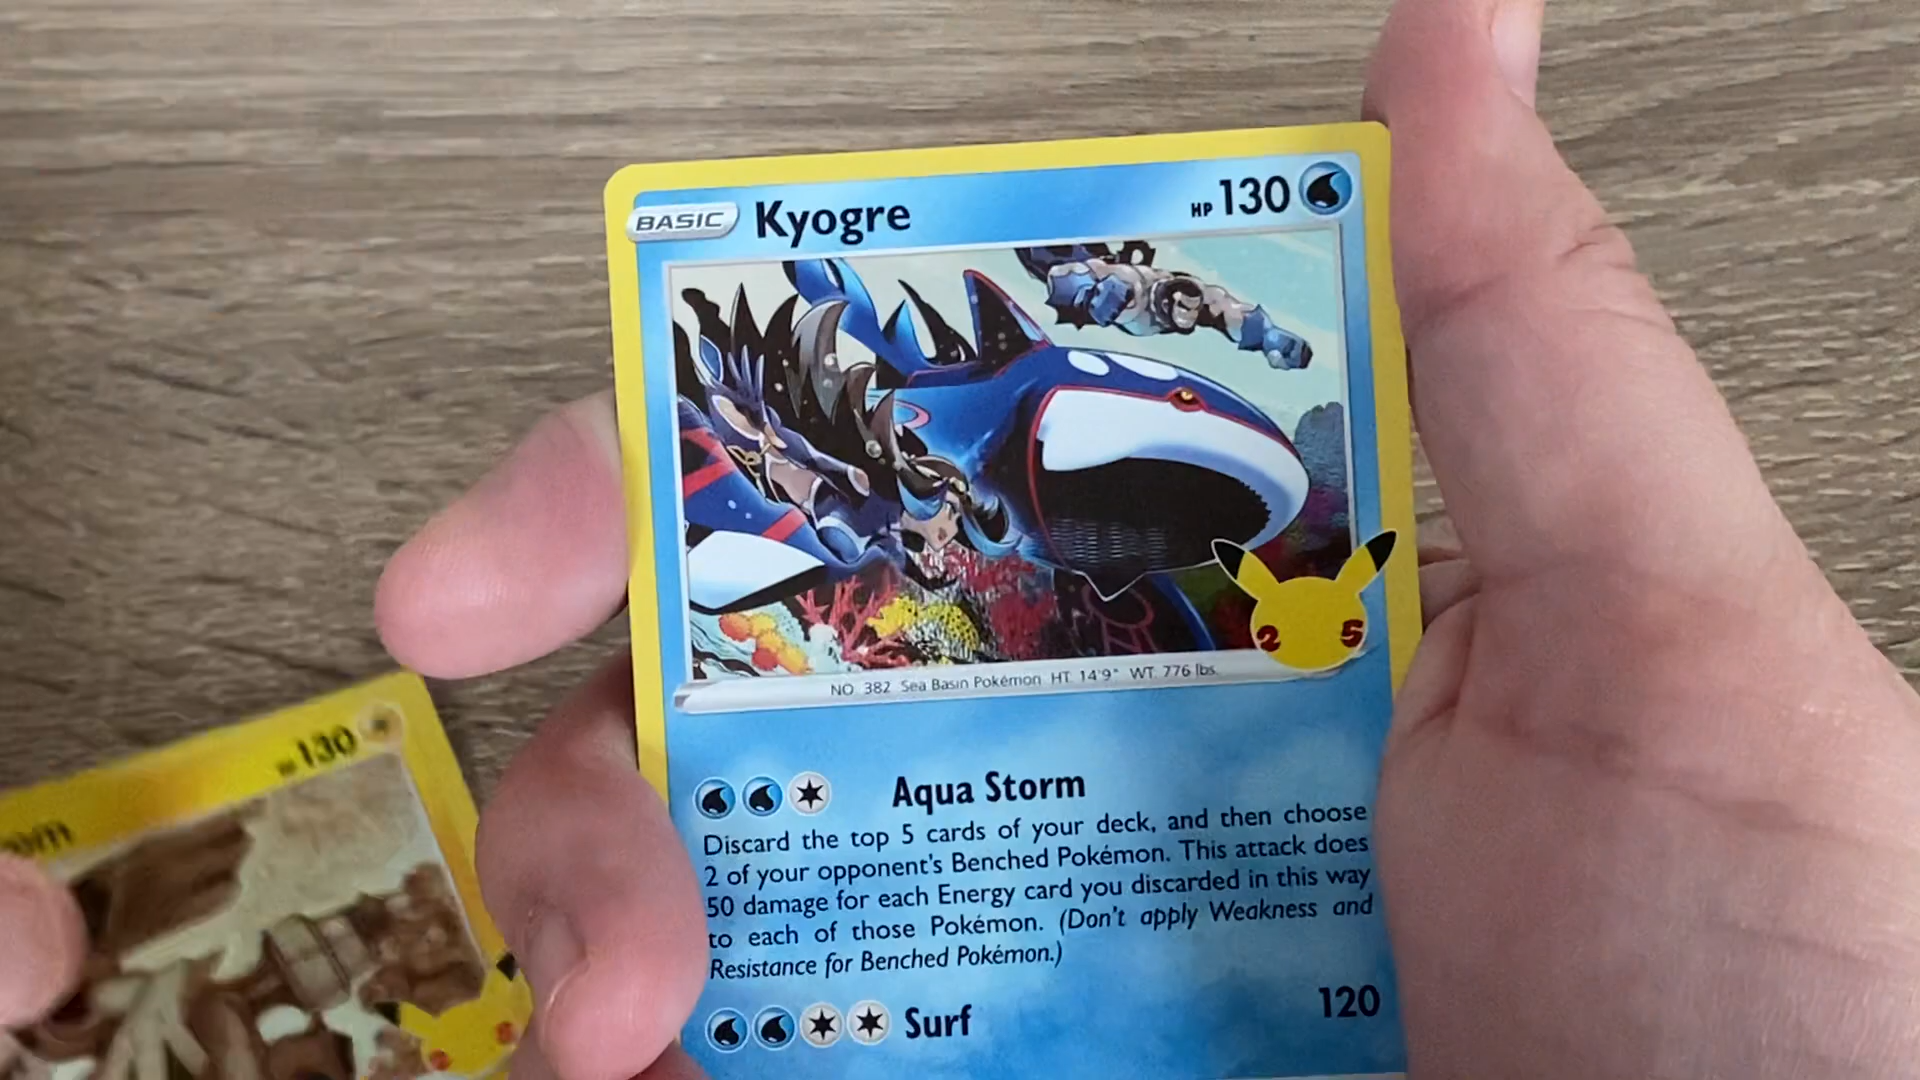 BASIC Kyogre HP 130
2 5
NO. 382 Sea Basin Pokémon HT: 14'9" WT: 776 lbs.
Aqua Storm
Discard the top 5 cards of your deck, and then choose
2 of your opponent's Benched Pokémon. This attack does
50 damage for each Energy card you discarded in this way
to each of those Pokémon. (Don't apply Weakness and
Resistance for Benched Pokémon.)
Surf 120
130